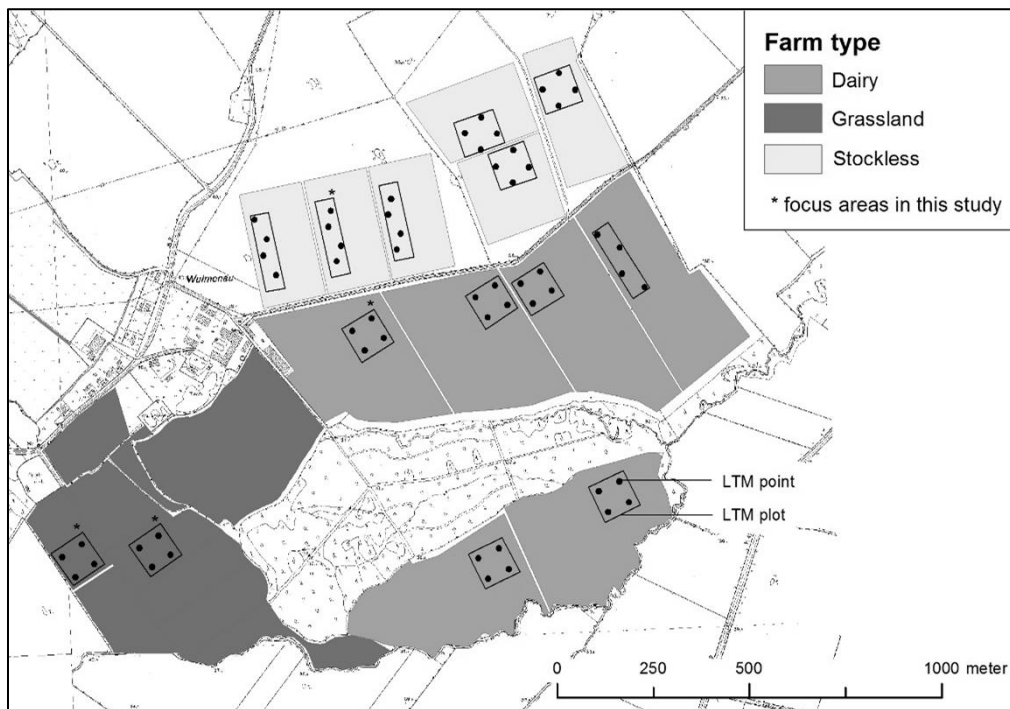 Farm type
Dairy
Grassland
Stockless
* focus areas in this study
*
*
*
*
LTM point
LTM plot
0 250 500 1000 meter